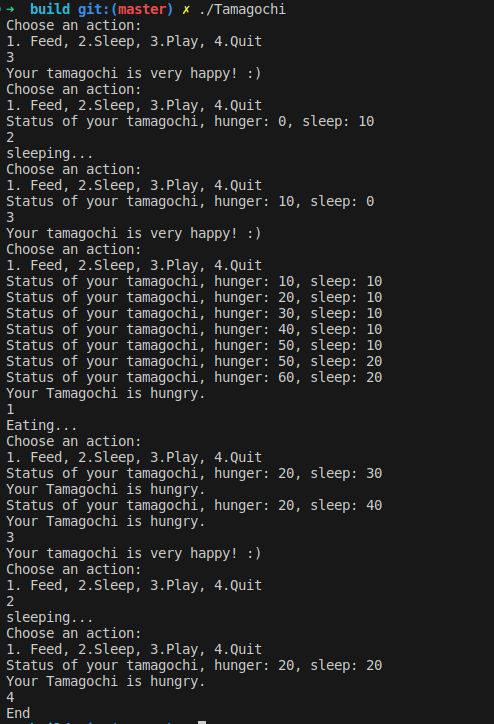 ➜ build git:(master) ✗ ./Tamagochi
Choose an action:
1. Feed, 2.Sleep, 3.Play, 4.Quit
3
Your tamagochi is very happy! :)
Choose an action:
1. Feed, 2.Sleep, 3.Play, 4.Quit
Status of your tamagochi, hunger: 0, sleep: 10
2
sleeping...
Choose an action:
1. Feed, 2.Sleep, 3.Play, 4.Quit
Status of your tamagochi, hunger: 10, sleep: 0
3
Your tamagochi is very happy! :)
Choose an action:
1. Feed, 2.Sleep, 3.Play, 4.Quit
Status of your tamagochi, hunger: 10, sleep: 10
Status of your tamagochi, hunger: 20, sleep: 10
Status of your tamagochi, hunger: 30, sleep: 10
Status of your tamagochi, hunger: 40, sleep: 10
Status of your tamagochi, hunger: 50, sleep: 10
Status of your tamagochi, hunger: 50, sleep: 20
Status of your tamagochi, hunger: 60, sleep: 20
Your Tamagochi is hungry.
1
Eating...
Choose an action:
1. Feed, 2.Sleep, 3.Play, 4.Quit
Status of your tamagochi, hunger: 20, sleep: 30
Your Tamagochi is hungry.
Status of your tamagochi, hunger: 20, sleep: 40
Your Tamagochi is hungry.
3
Your tamagochi is very happy! :)
Choose an action:
1. Feed, 2.Sleep, 3.Play, 4.Quit
2
sleeping...
Choose an action:
1. Feed, 2.Sleep, 3.Play, 4.Quit
Status of your tamagochi, hunger: 20, sleep: 20
Your Tamagochi is hungry.
4
End